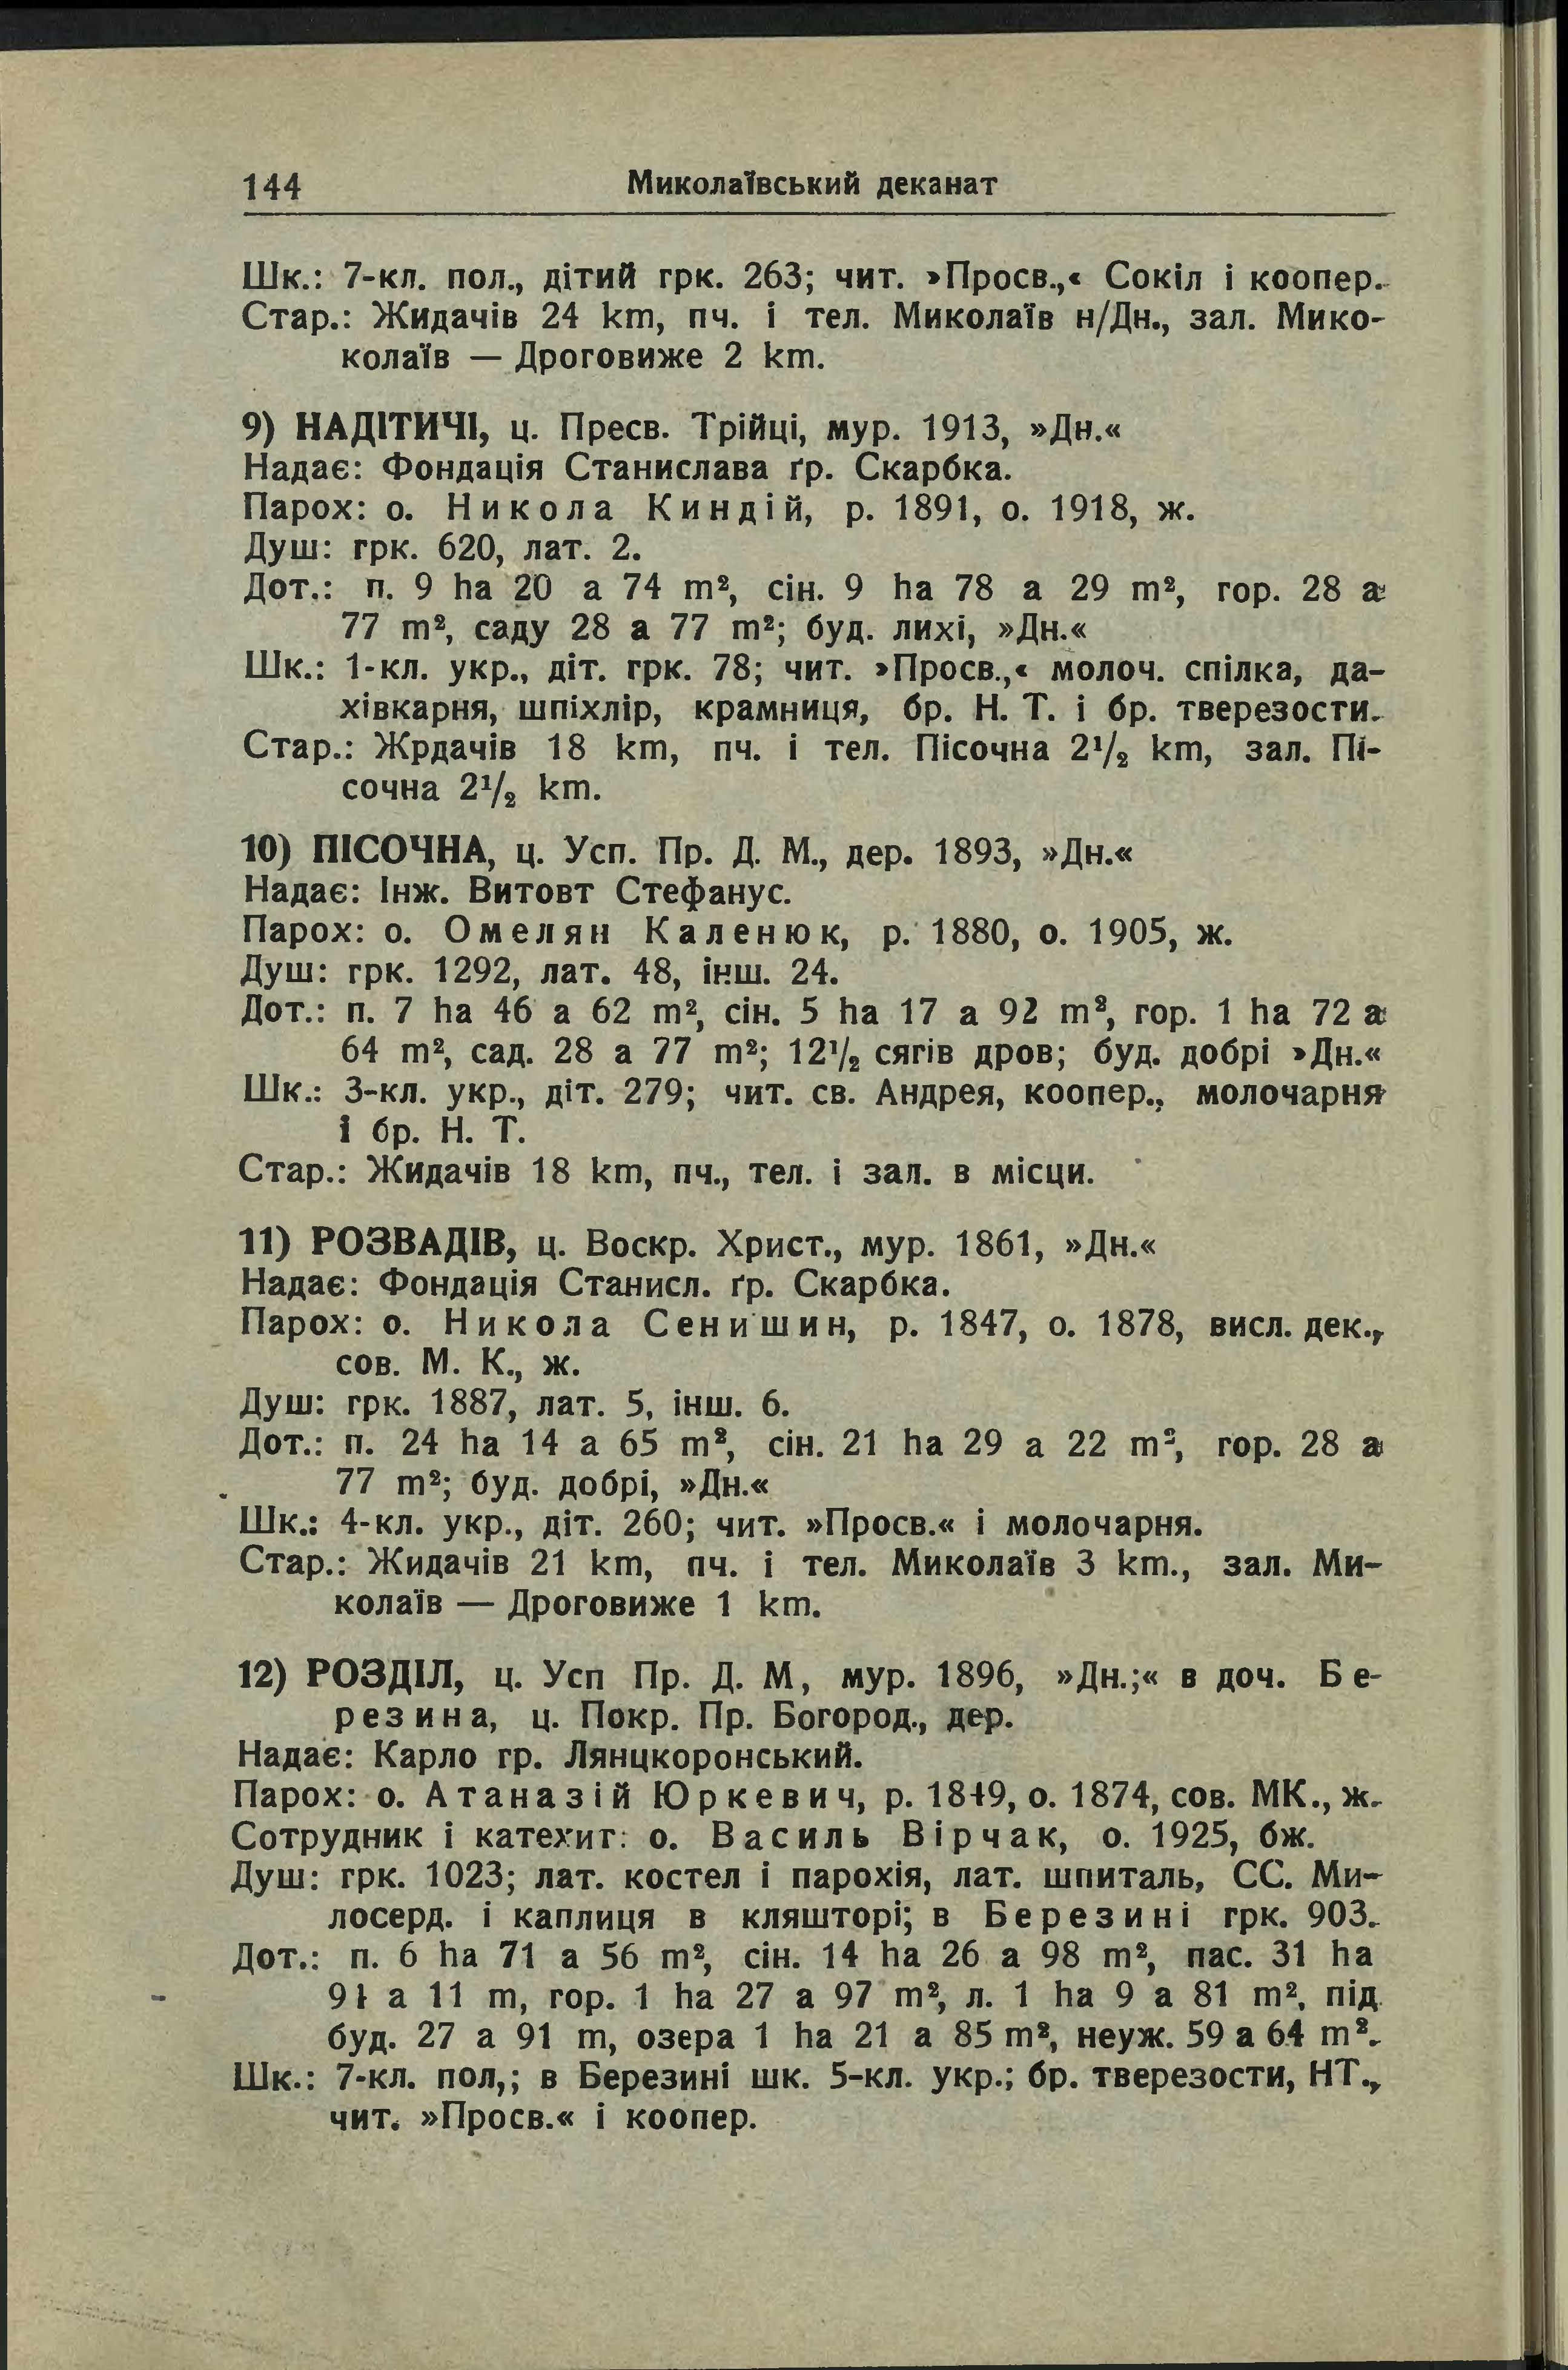 144 Миколаївський деканат
Шк.: 7-кл. пол., дітий грк. 263; чит. »Просв.,« Сокіл і коопер.
Стар.: Жидачів 24 km, пч. і тел. Миколаїв н/Дн., зал. Мико-
колаїв — Дроговиже 2 km.
9) НАДІТИЧІ, ц. Пресв. Трійці, мур. 1913, »Дн.«
Надає: Фондація Станислава ґр. Скарбка.
Парох: о. Никола Киндій, р. 1891, о. 1918, ж.
Душ: грк. 620, лат. 2.
Дот.: п. 9 ha 20 a 74 m², сін. 9 ha 78 a 29 m², гор. 28 a
77 m², саду 28 a 77 m²; буд. лихі, »Дн.«
Шк.: 1-кл. укр., діт. грк. 78; чит. »Просв.,« молоч. спілка, да-
хівкарня, шпіхлір, крамниця, бр. Н. Т. і бр. тверезости.
Стар.: Жрдачів 18 km, пч. і тел. Пісочна 2½ km, зал. Пі-
сочна 2½ km.
10) ПІСОЧНА, ц. Усп. Пр. Д. М., дер. 1893, »Дн.«
Надає: Інж. Витовт Стефанус.
Парох: о. Омелян Каленюк, р. 1880, о. 1905, ж.
Душ: грк. 1292, лат. 48, інш. 24.
Дот.: п. 7 ha 46 a 62 m², сін. 5 ha 17 a 92 m², гор. 1 ha 72 a
64 m², сад. 28 a 77 m²; 12½ сягів дров; буд. добрі »Дн.«
Шк.: 3-кл. укр., діт. 279; чит. св. Андрея, коопер., молочарня
і бр. Н. Т.
Стар.: Жидачів 18 km, пч., тел. і зал. в місци.
11) РОЗВАДІВ, ц. Воскр. Христ., мур. 1861, »Дн.«
Надає: Фондація Станисл. ґр. Скарбка.
Парох: о. Никола Сенишин, р. 1847, о. 1878, висл. дек.,
сов. М. К., ж.
Душ: грк. 1887, лат. 5, інш. 6.
Дот.: п. 24 ha 14 a 65 m², сін. 21 ha 29 a 22 m², гор. 28 a
77 m²; буд. добрі, »Дн.«
Шк.: 4-кл. укр., діт. 260; чит. »Просв.« і молочарня.
Стар.: Жидачів 21 km, пч. і тел. Миколаїв 3 km., зал. Ми-
колаїв — Дроговиже 1 km.
12) РОЗДІЛ, ц. Усп Пр. Д. М, мур. 1896, »Дн.;« в доч. Бе-
резина, ц. Покр. Пр. Богород., дер.
Надає: Карло гр. Лянцкоронський.
Парох: о. Атаназій Юркевич, р. 1849, о. 1874, сов. МК., ж.
Сотрудник і катехит: о. Василь Вірчак, о. 1925, бж.
Душ: грк. 1023; лат. костел і парохія, лат. шпиталь, СС. Ми-
лосерд. і каплиця в кляшторі; в Березині грк. 903.
Дот.: п. 6 ha 71 a 56 m², сін. 14 ha 26 a 98 m², пас. 31 ha
91 a 11 m, гор. 1 ha 27 a 97 m², л. 1 ha 9 a 81 m², під
буд. 27 a 91 m, озера 1 ha 21 a 85 m², неуж. 59 a 64 m².
Шк.: 7-кл. пол,; в Березині шк. 5-кл. укр.; бр. тверезости, НТ.,
чит. »Просв.« і коопер.